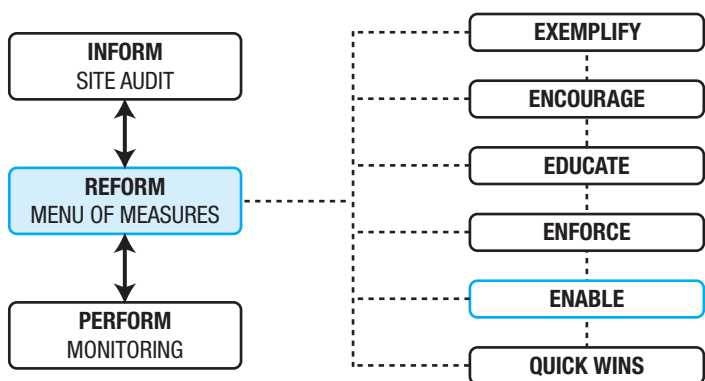 INFORM
SITE AUDIT
REFORM
MENU OF MEASURES
PERFORM
MONITORING
EXEMPLIFY
ENCOURAGE
EDUCATE
ENFORCE
ENABLE
QUICK WINS